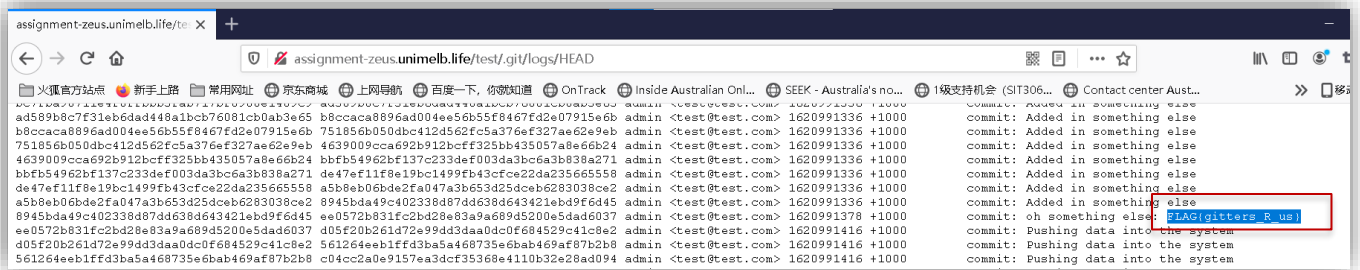 assignment-zeus.unimelb.life/te
assignment-zeus.unimelb.life/test/.git/logs/HEAD
火狐官方站点 新手上路 常用网址 京东商城 上网导航 百度一下，你就知道 OnTrack Inside Australian Onl... SEEK - Australia's no... 1级支持机会 (SIT306... Contact center Aust...
ad589b8c7f31eb6dad448a1bcb76081cb0ab3e65 b8ccaca8896ad004ee56b55f8467fd2e07915e6b admin <test@test.com> 1620991336 +1000 commit: Added in something else
b8ccaca8896ad004ee56b55f8467fd2e07915e6b 751856b050dbc412d562fc5a376ef327ae62e9eb admin <test@test.com> 1620991336 +1000 commit: Added in something else
751856b050dbc412d562fc5a376ef327ae62e9eb 4639009cca692b912bcff325bb435057a8e66b24 admin <test@test.com> 1620991336 +1000 commit: Added in something else
4639009cca692b912bcff325bb435057a8e66b24 bbfb54962bf137c233def003da3bc6a3b838a271 admin <test@test.com> 1620991336 +1000 commit: Added in something else
bbfb54962bf137c233def003da3bc6a3b838a271 de47ef11f8e19bc1499fb43cfce22da235665558 admin <test@test.com> 1620991336 +1000 commit: Added in something else
de47ef11f8e19bc1499fb43cfce22da235665558 a5b8eb06bde2fa047a3b653d25dceb6283038ce2 admin <test@test.com> 1620991336 +1000 commit: Added in something else
a5b8eb06bde2fa047a3b653d25dceb6283038ce2 8945bda49c402338d87dd638d643421ebd9f6d45 admin <test@test.com> 1620991336 +1000 commit: Added in something else
8945bda49c402338d87dd638d643421ebd9f6d45 ee0572b831fc2bd28e83a9a689d5200e5dad6037 admin <test@test.com> 1620991378 +1000 commit: oh something else: FLAG{gitters_R_us}
ee0572b831fc2bd28e83a9a689d5200e5dad6037 d05f20b261d72e99dd3daa0dc0f684529c41c8e2 admin <test@test.com> 1620991416 +1000 commit: Pushing data into the system
d05f20b261d72e99dd3daa0dc0f684529c41c8e2 561264eeb1ffd3ba5a468735e6bab469af87b2b8 admin <test@test.com> 1620991416 +1000 commit: Pushing data into the system
561264eeb1ffd3ba5a468735e6bab469af87b2b8 c04cc2a0e9157ea3dcf35368e4110b32e28ad094 admin <test@test.com> 1620991416 +1000 commit: Pushing data into the system